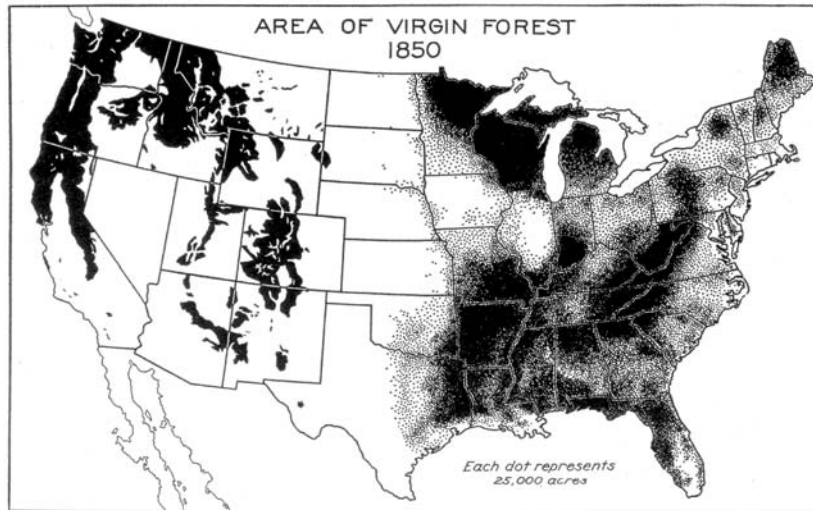 AREA OF VIRGIN FOREST
1850
Each dot represents
25,000 acres